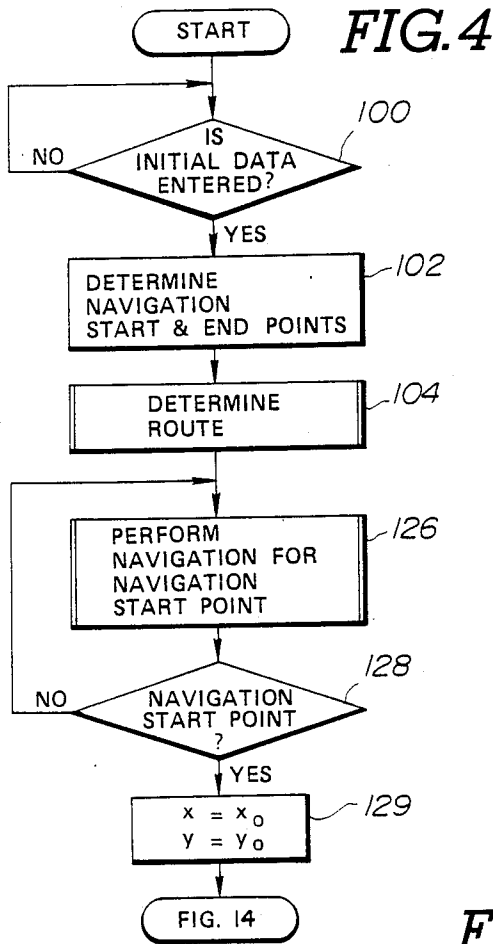 START
FIG.4
100
IS
INITIAL DATA
ENTERED?
NO
YES
102
DETERMINE
NAVIGATION
START & END POINTS
104
DETERMINE
ROUTE
126
PERFORM
NAVIGATION FOR
NAVIGATION
START POINT
128
NO
NAVIGATION
START POINT
?
YES
129
x = x₀
y = y₀
FIG. 14
F